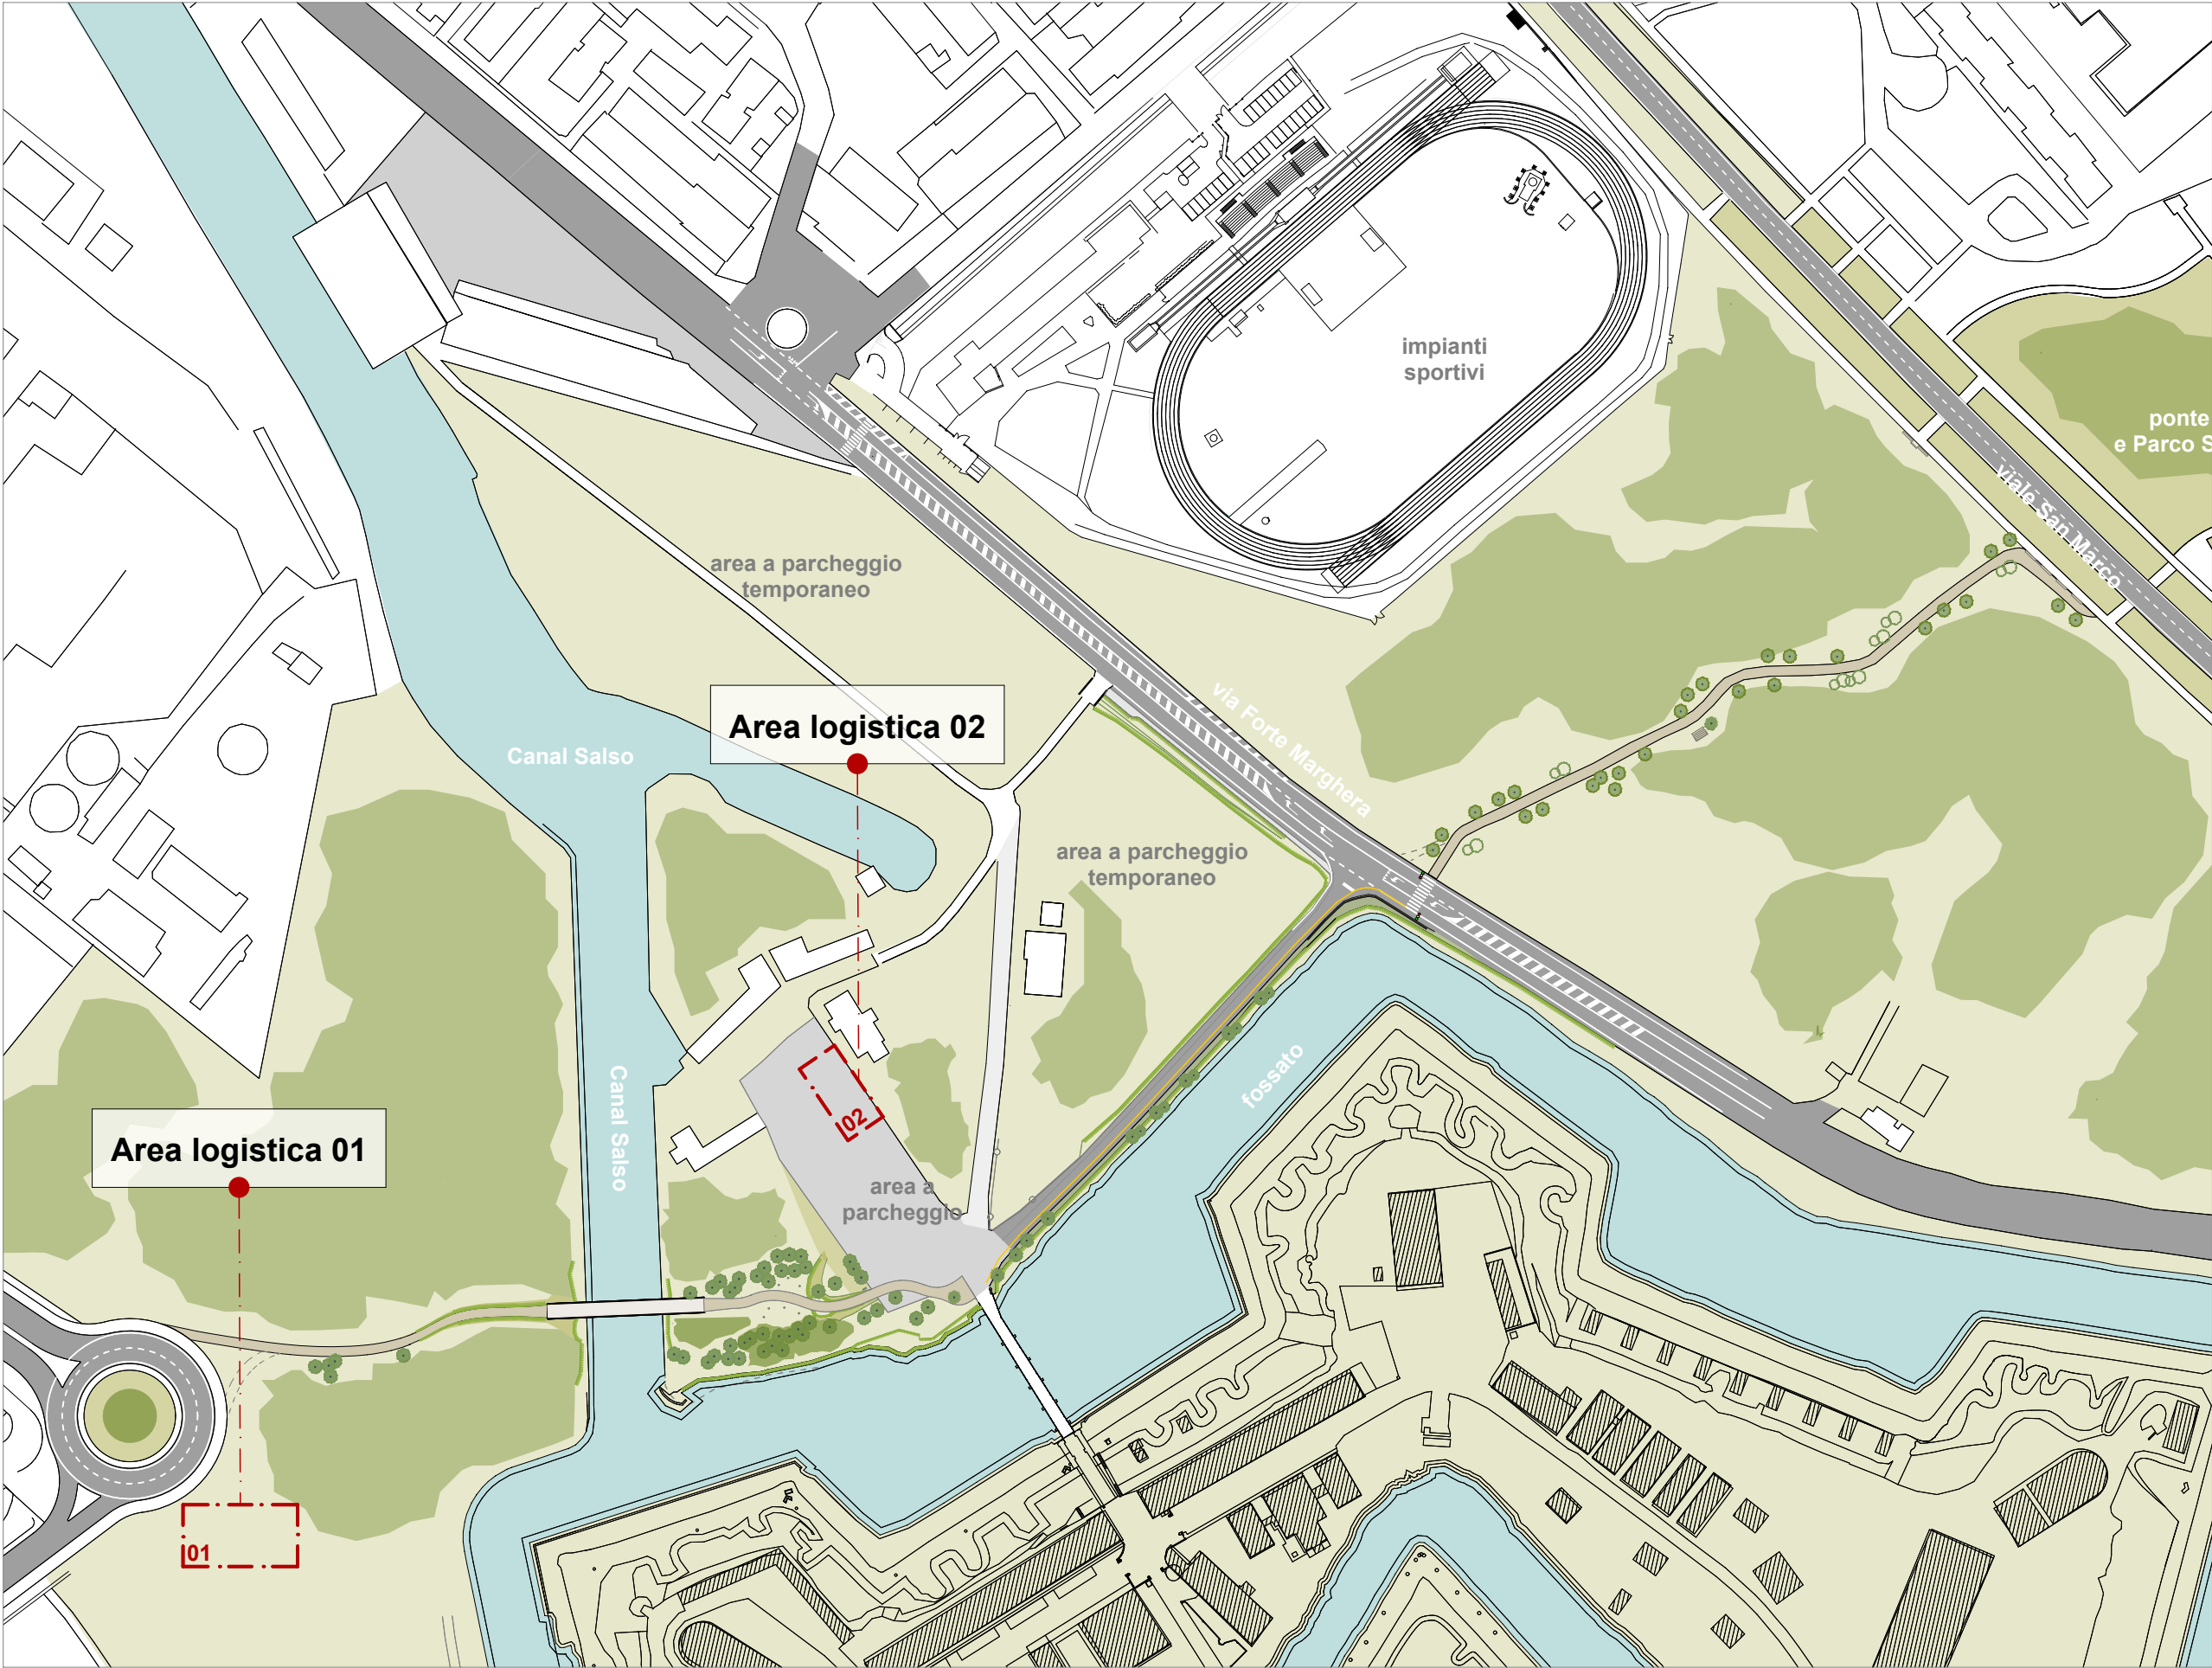 impianti
sportivi
ponte
e Parco S
viale San Marco
area a parcheggio
temporaneo
via Forte Marghera
Area logistica 02
Canal Salso
area a parcheggio
temporaneo
fossato
Canal Salso
02
Area logistica 01
area a
parcheggio
01